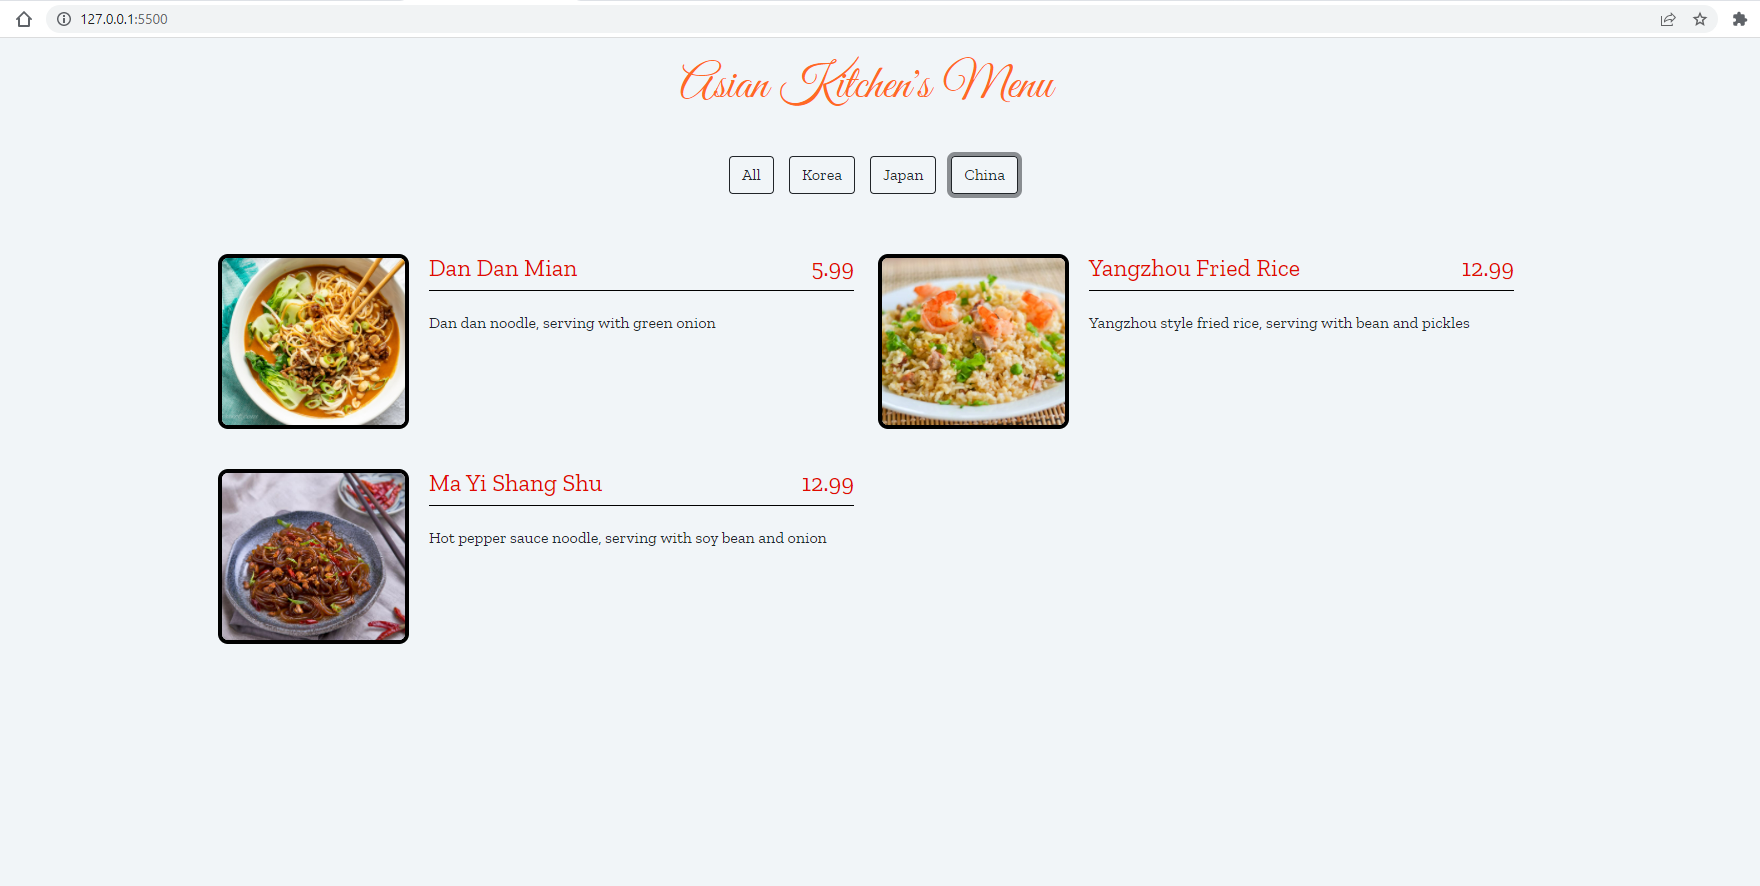 127.0.0.1:5500
Asian Kitchen's Menu
All Korea Japan China
Dan Dan Mian 5.99
Dan dan noodle, serving with green onion
Yangzhou Fried Rice 12.99
Yangzhou style fried rice, serving with bean and pickles
Ma Yi Shang Shu 12.99
Hot pepper sauce noodle, serving with soy bean and onion